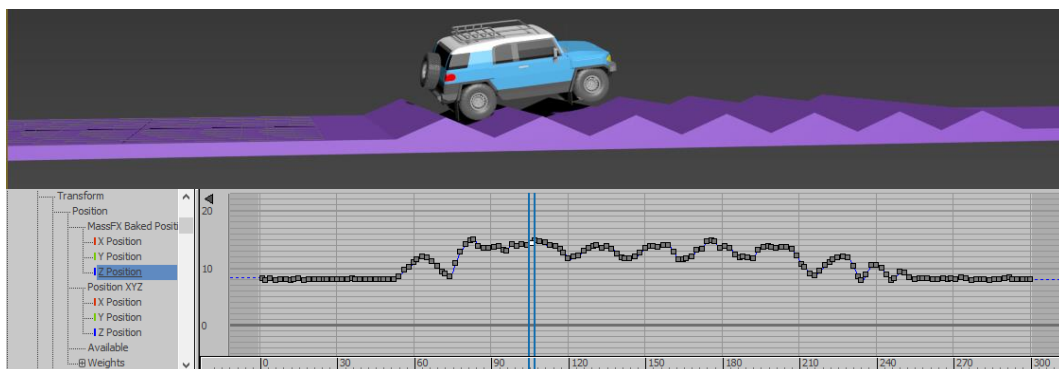 Transform
Position
MassFX Baked Positi
X Position
Y Position
Z Position
Position XYZ
X Position
Y Position
Z Position
Available
Weights
20
10
0
0 30 60 90 120 150 180 210 240 270 300